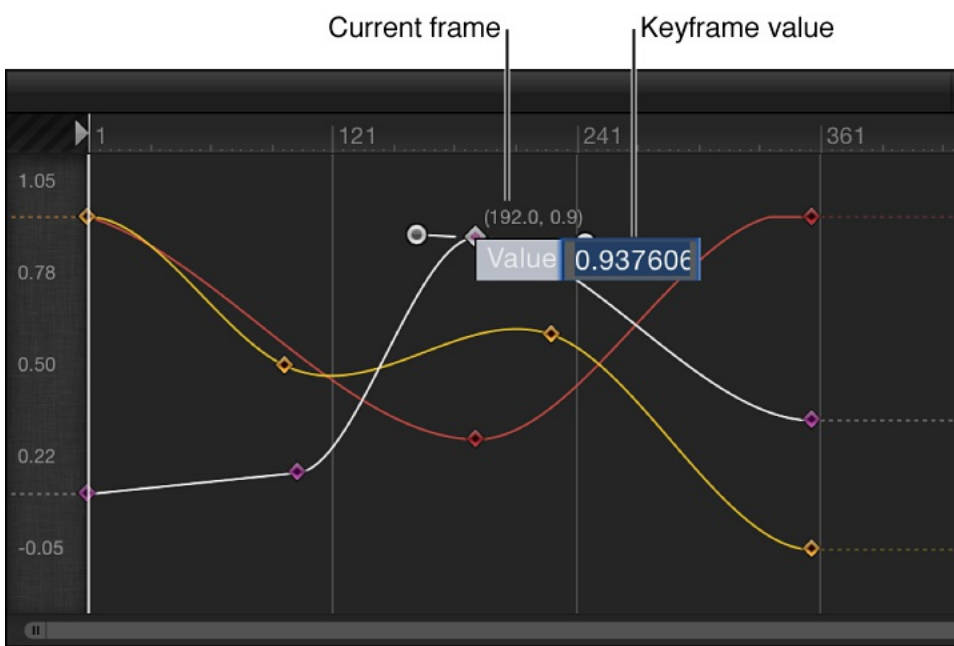 Current frame Keyframe value
1 121 241 361
1.05
(192.0, 0.9)
Value 0.937606
0.78
0.50
0.22
-0.05